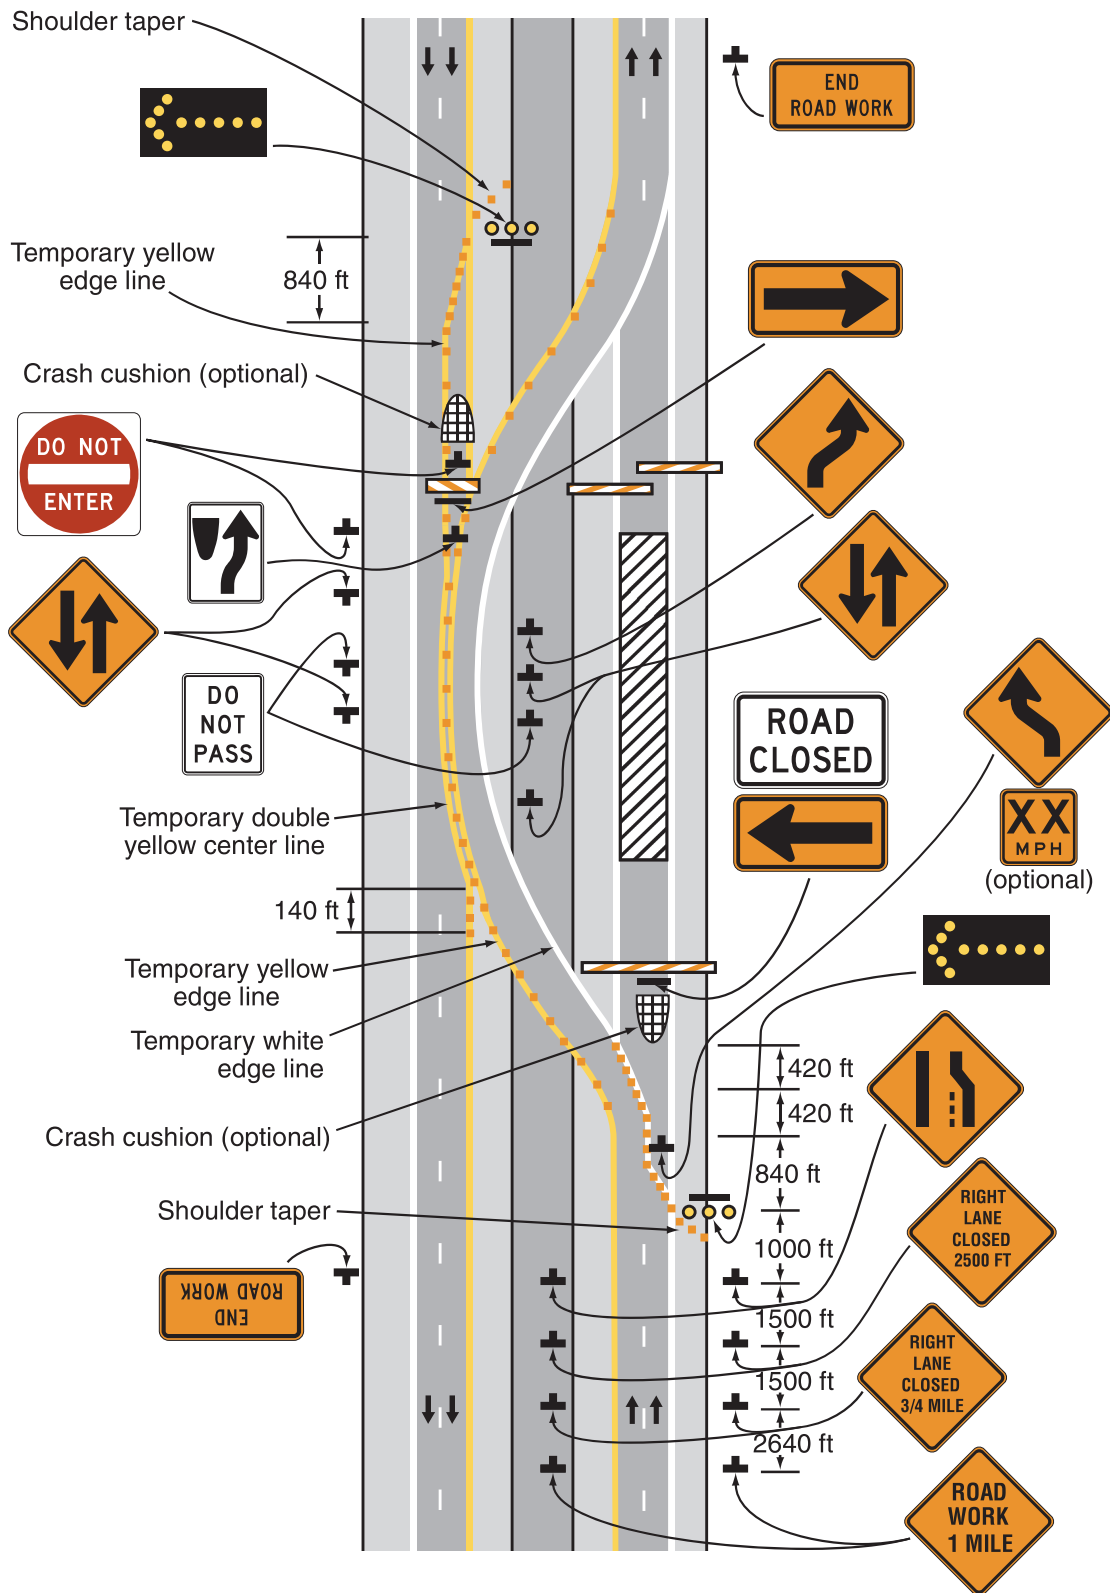 Shoulder taper
END
ROAD WORK
Temporary yellow
edge line
840 ft
Crash cushion (optional)
DO NOT
ENTER
DO
NOT
PASS
ROAD
CLOSED
XX
MPH
(optional)
Temporary double
yellow center line
140 ft
Temporary yellow
edge line
Temporary white
edge line
Crash cushion (optional)
420 ft
420 ft
840 ft
Shoulder taper
1000 ft
RIGHT
LANE
CLOSED
2500 FT
END
ROAD WORK
1500 ft
RIGHT
LANE
CLOSED
3/4 MILE
1500 ft
2640 ft
ROAD
WORK
1 MILE